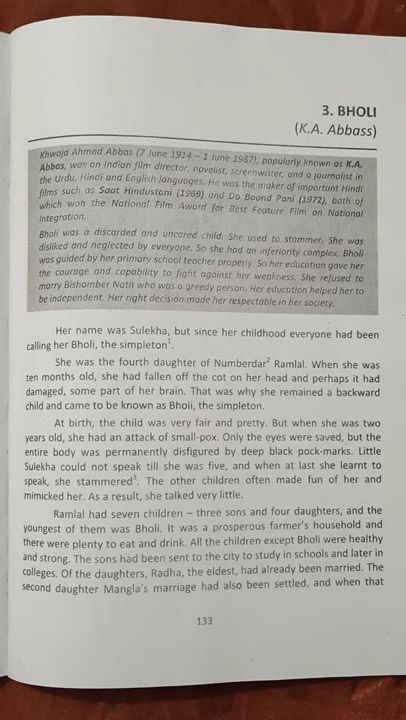 3. BHOLI
(K.A. Abbass)
Khwaja Ahmad Abbas (7 June 1914 – 1 June 1987), popularly known as K.A.
Abbas, was an Indian film director, novelist, screenwriter, and a journalist in
the Urdu, Hindi and English languages. He was the maker of important Hindi
films such as Saat Hindustani (1969) and Do Boond Pani (1972), both of
which won the National Film Award for Best Feature Film on National
Integration.
Bholi was a discarded and uncared child. She used to stammer. She was
disliked and neglected by everyone. So she had an inferiority complex. Bholi
was guided by her primary school teacher properly. So her education gave her
the courage and capability to fight against her weakness. She refused to
marry Bishamber Nath who was a greedy person. Her education helped her to
be independent. Her right decision made her respectable in her society.
Her name was Sulekha, but since her childhood everyone had been
calling her Bholi, the simpleton¹.
She was the fourth daughter of Numberdar² Ramlal. When she was
ten months old, she had fallen off the cot on her head and perhaps it had
damaged, some part of her brain. That was why she remained a backward
child and came to be known as Bholi, the simpleton.
At birth, the child was very fair and pretty. But when she was two
years old, she had an attack of small-pox. Only the eyes were saved, but the
entire body was permanently disfigured by deep black pock-marks. Little
Sulekha could not speak till she was five, and when at last she learnt to
speak, she stammered³. The other children often made fun of her and
mimicked her. As a result, she talked very little.
Ramlal had seven children – three sons and four daughters, and the
youngest of them was Bholi. It was a prosperous farmer's household and
there were plenty to eat and drink. All the children except Bholi were healthy
and strong. The sons had been sent to the city to study in schools and later in
colleges. Of the daughters, Radha, the eldest, had already been married. The
second daughter Mangla's marriage had also been settled, and when that
133